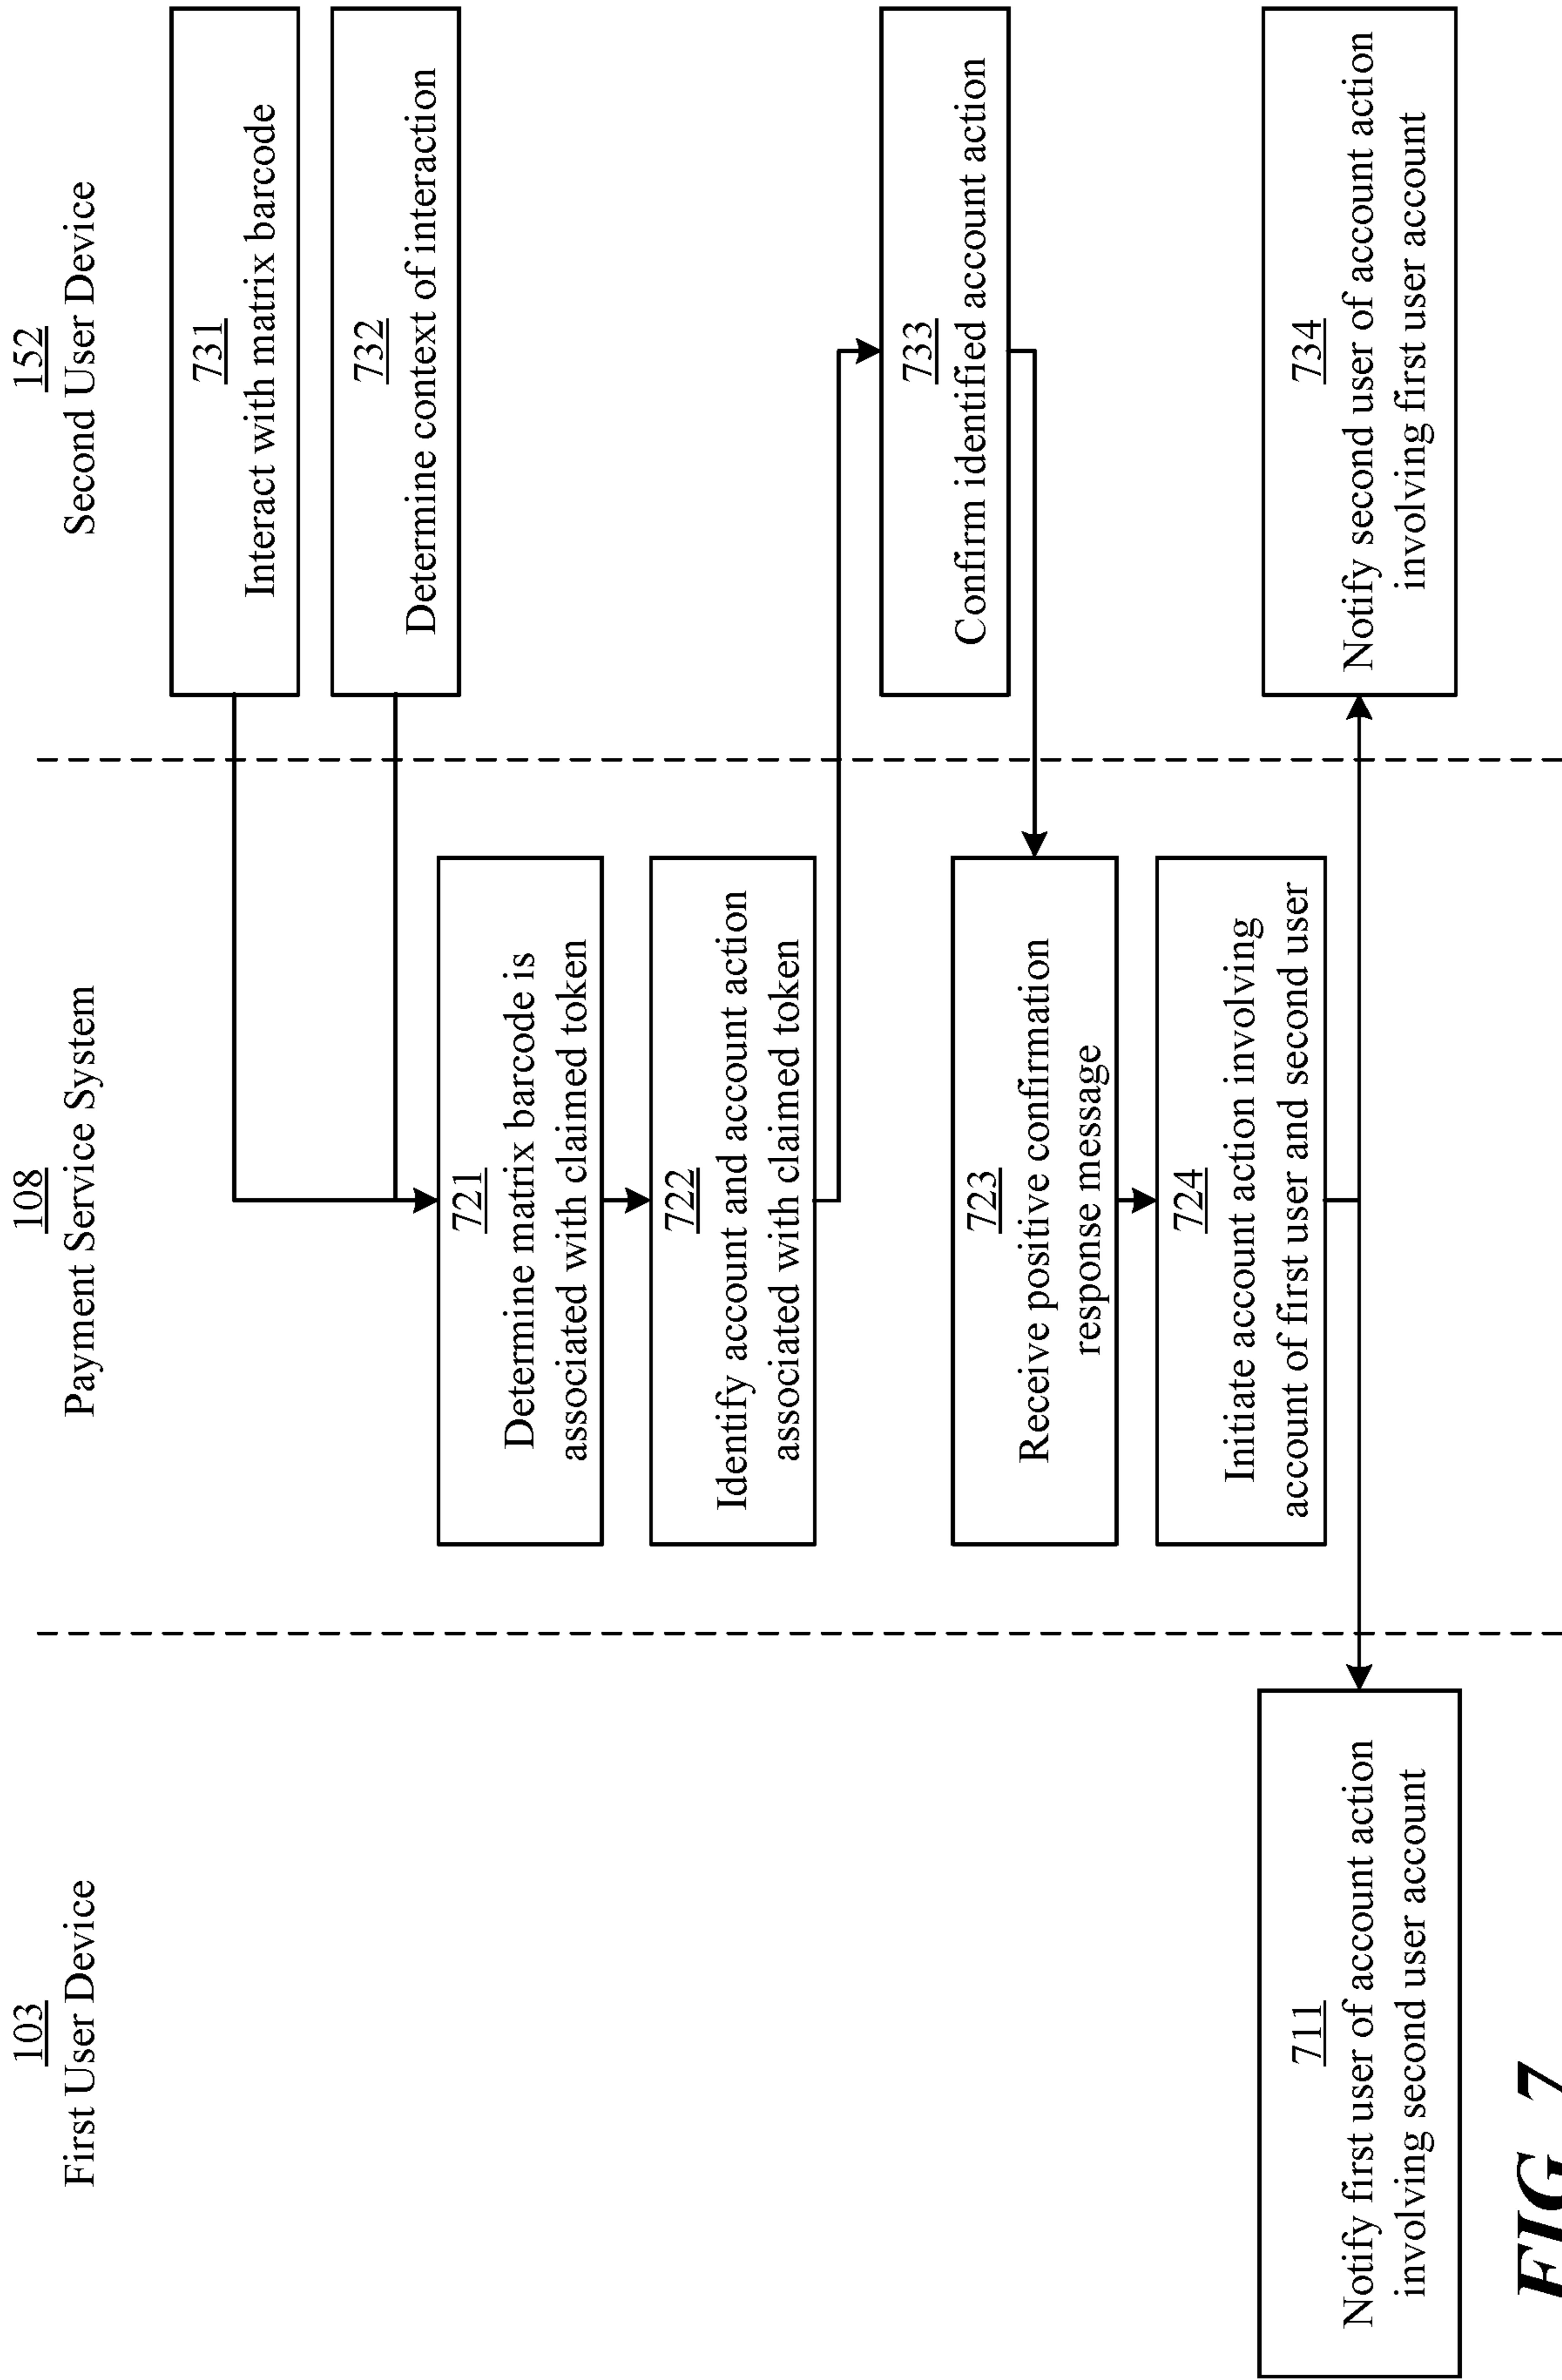 103
First User Device
108
Payment Service System
152
Second User Device
731
Interact with matrix barcode
732
Determine context of interaction
721
Determine matrix barcode is
associated with claimed token
722
Identify account and account action
associated with claimed token
733
Confirm identified account action
723
Receive positive confirmation
response message
724
Initiate account action involving
account of first user and second user
711
Notify first user of account action
involving second user account
734
Notify second user of account action
involving first user account
FIG. 7